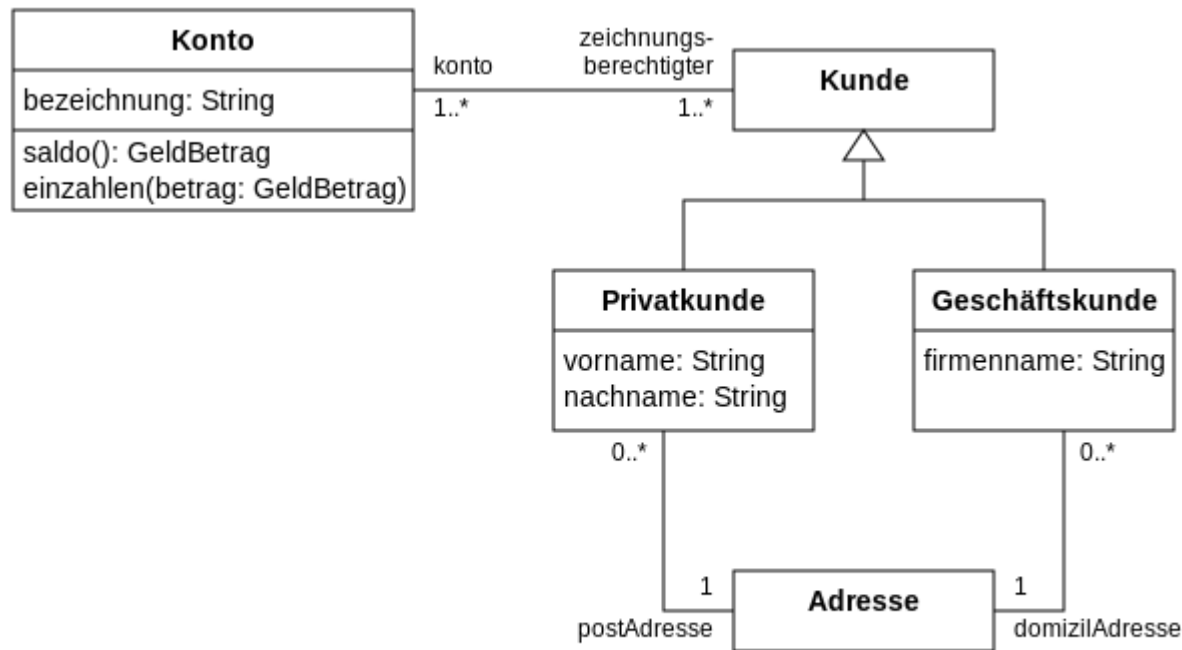 Konto
bezeichnung: String
saldo(): GeldBetrag
einzahlen(betrag: GeldBetrag)
konto
1..*
zeichnungs-
berechtigter
1..*
Kunde
Privatkunde
vorname: String
nachname: String
0..*
Geschäftskunde
firmenname: String
0..*
1
postAdresse
Adresse
1
domizilAdresse